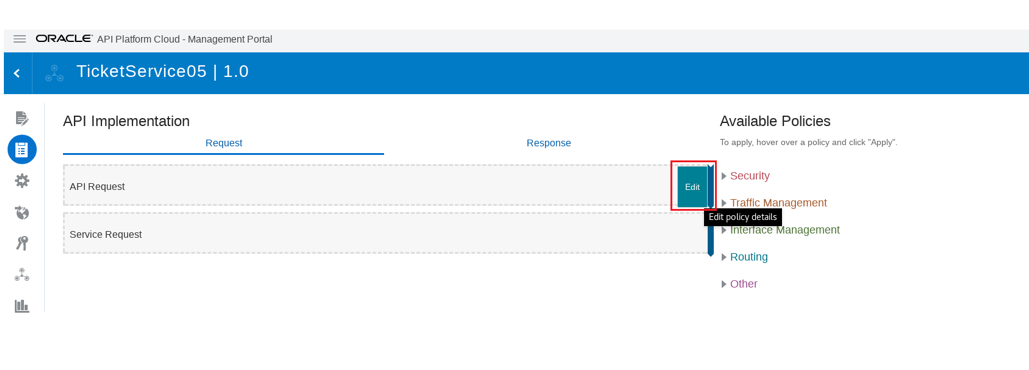 ORACLE API Platform Cloud - Management Portal
TicketService05 | 1.0
API Implementation
Request
Response
API Request
Edit
Service Request
Available Policies
To apply, hover over a policy and click "Apply".
Security
Traffic Management
Edit policy details
Interface Management
Routing
Other